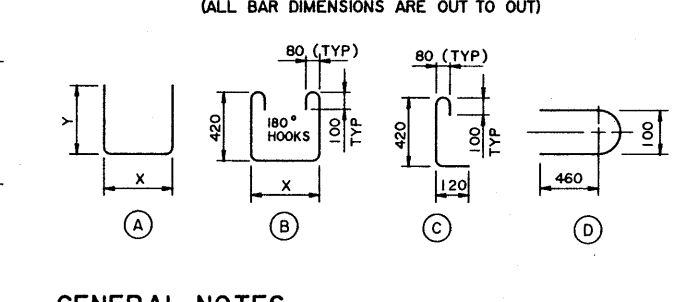 (ALL BAR DIMENSIONS ARE OUT TO OUT)
80 (TYP)
80 (TYP)
Y
420
180°
HOOKS
100
TYP
420
100
TYP
100
X
X
120
460
A
B
C
D
GENERAL NOTES